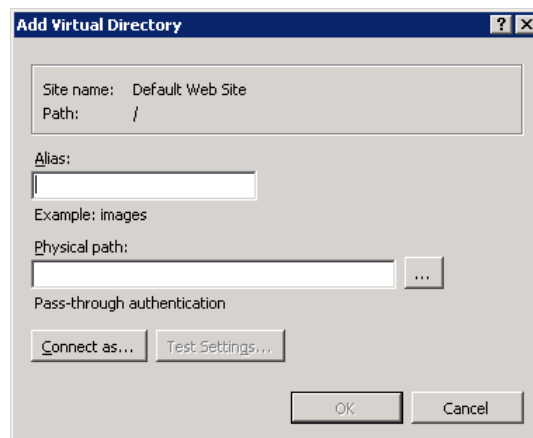 Add Virtual Directory
Site name: Default Web Site
Path: /
Alias:
Example: images
Physical path:
...
Pass-through authentication
Connect as... Test Settings...
OK Cancel